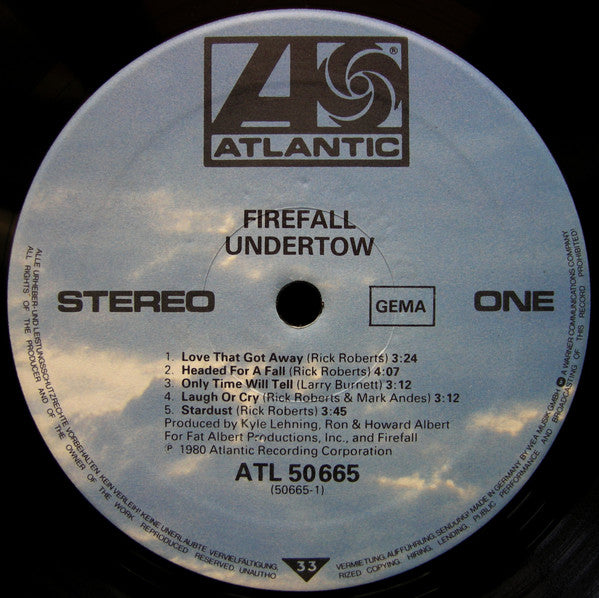 ATLANTIC
®
FIREFALL
UNDERTOW
STEREO
GEMA
ONE
1. Love That Got Away (Rick Roberts) 3:24
2. Headed For A Fall (Rick Roberts) 4:07
3. Only Time Will Tell (Larry Burnett) 3:12
4. Laugh Or Cry (Rick Roberts & Mark Andes) 3:12
5. Stardust (Rick Roberts) 3:45
Produced by Kyle Lehning, Ron & Howard Albert
For Fat Albert Productions, Inc., and Firefall
℗ 1980 Atlantic Recording Corporation
ATL 50 665
(50665-1)
33
ALLE URHEBER- UND LEISTUNGSSCHUTZRECHTE VORBEHALTEN. KEIN VERLEIH! KEINE UNERLAUBTE VERVIELFÄLTIGUNG, VERMIETUNG, AUFFÜHRUNG, SENDUNG! MADE IN GERMANY BY WEA MUSIK GMBH. A WARNER COMMUNICATIONS COMPANY
ALL RIGHTS OF THE PRODUCER AND OF THE OWNER OF THE WORK REPRODUCED RESERVED UNAUTHORIZED COPYING, HIRING, LENDING, PUBLIC PERFORMANCE AND BROADCASTING OF THIS RECORD PROHIBITED!